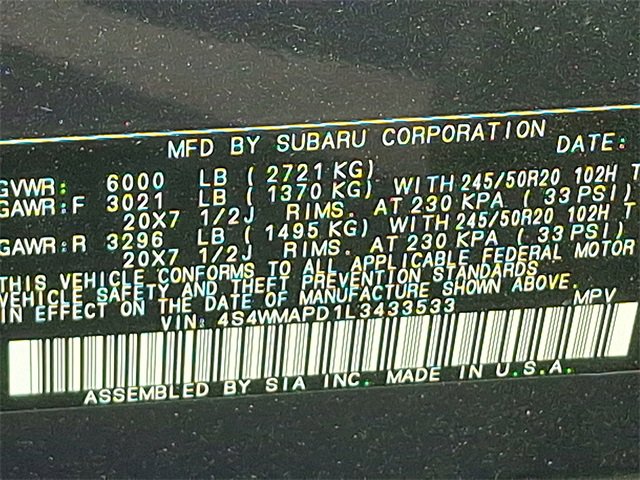 MFD BY SUBARU CORPORATION DATE:
GVWR: 6000 LB ( 2721 KG)
GAWR:F 3021 LB ( 1370 KG) WITH 245/50R20 102H T
20X7 1/2J RIMS. AT 230 KPA ( 33 PSI)
GAWR:R 3296 LB ( 1495 KG) WITH 245/50R20 102H T
20X7 1/2J RIMS. AT 230 KPA ( 33 PSI)
THIS VEHICLE CONFORMS TO ALL APPLICABLE FEDERAL MOTOR
VEHICLE SAFETY AND THEFT PREVENTION STANDARDS
IN EFFECT ON THE DATE OF MANUFACTURE SHOWN ABOVE.
VIN: 4S4WMAPD1L3433533 MPV
ASSEMBLED BY SIA INC. MADE IN U.S.A.